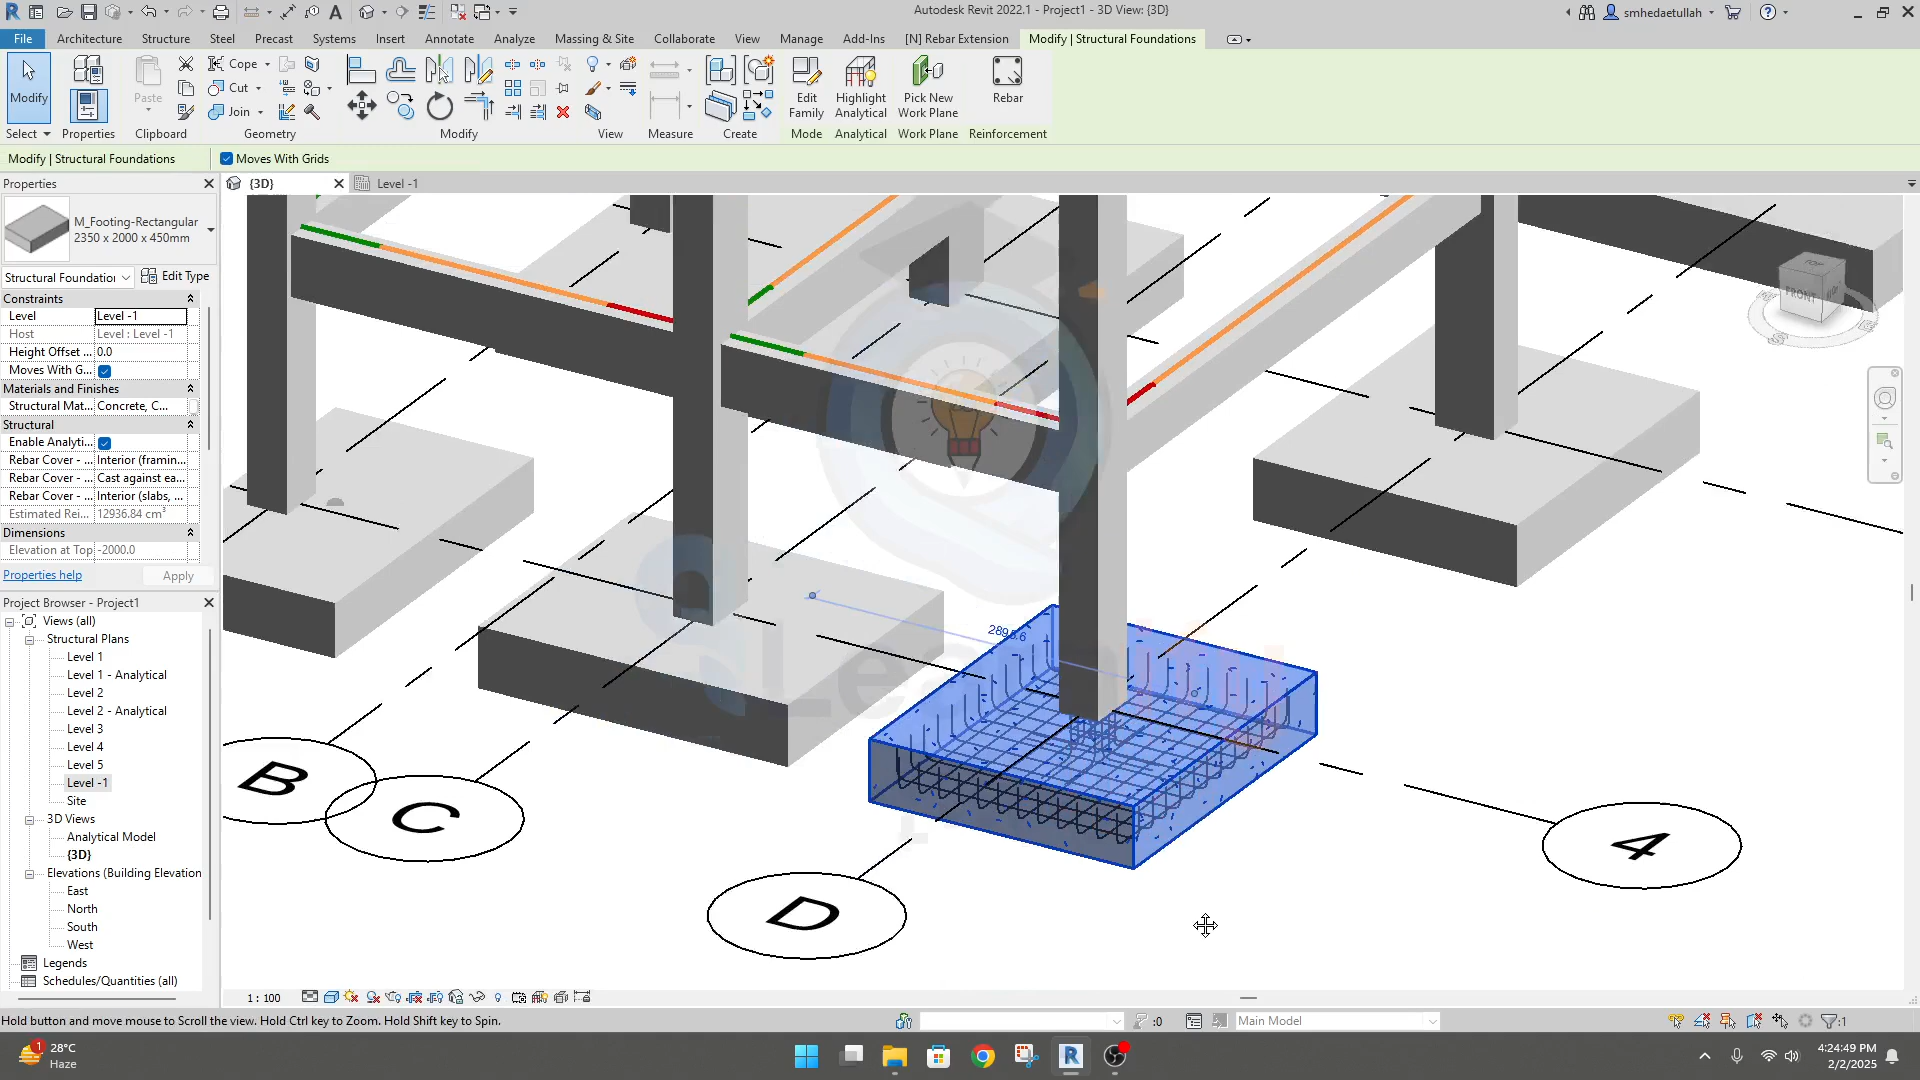 Autodesk Revit 2022.1 - Project1 - 3D View: {3D}
smhedaetullah
File
Architecture
Structure
Steel
Precast
Systems
Insert
Annotate
Analyze
Massing & Site
Collaborate
View
Manage
Add-Ins
[N] Rebar Extension
Modify | Structural Foundations
Modify
Paste
Cope
Cut
Join
Edit
Family
Highlight
Analytical
Pick New
Work Plane
Rebar
Select
Properties
Clipboard
Geometry
Modify
View
Measure
Create
Mode
Analytical
Work Plane
Reinforcement
Modify | Structural Foundations
Moves With Grids
Properties
{3D}
Level -1
M_Footing-Rectangular
2350 x 2000 x 450mm
Structural Foundation
Edit Type
Constraints
Level
Level -1
Host
Level : Level -1
Height Offset ...
0.0
Moves With G...
Materials and Finishes
Structural Mat...
Concrete, C...
Structural
Enable Analyti...
Rebar Cover - ...
Interior (framin...
Rebar Cover - ...
Cast against ea...
Rebar Cover - ...
Interior (slabs, ...
Estimated Rei...
12936.84 cm³
Dimensions
Elevation at Top
-2000.0
Properties help
Apply
Project Browser - Project1
Views (all)
Structural Plans
Level 1
Level 1 - Analytical
Level 2
Level 2 - Analytical
Level 3
Level 4
Level 5
Level -1
Site
3D Views
Analytical Model
{3D}
Elevations (Building Elevation
East
North
South
West
Legends
Schedules/Quantities (all)
TOP
FRONT
B
C
D
4
1 : 100
Hold button and move mouse to Scroll the view. Hold Ctrl key to Zoom. Hold Shift key to Spin.
:0
Main Model
:1
1
28°C
Haze
4:24:49 PM
2/2/2025